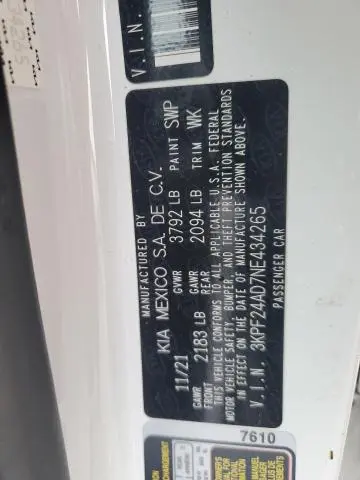 V.I.N.
MANUFACTURED BY
KIA MEXICO S.A. DE C.V.
11/21 GVWR 3792 LB PAINT SWP
GAWR FRONT 2183 LB GAWR REAR 2094 LB TRIM WK
THIS VEHICLE CONFORMS TO ALL APPLICABLE U.S.A. FEDERAL
MOTOR VEHICLE SAFETY, BUMPER, AND THEFT PREVENTION STANDARDS
IN EFFECT ON THE DATE OF MANUFACTURE SHOWN ABOVE.
V.I.N. 3KPF24AD7NE434265
PASSENGER CAR
7610